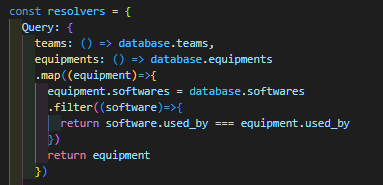 const resolvers = {
Query: {
teams: () => database.teams,
equipments: () => database.equipments
.map((equipment)=>{
equipment.softwares = database.softwares
.filter((software)=>{
return software.used_by === equipment.used_by
})
return equipment
})